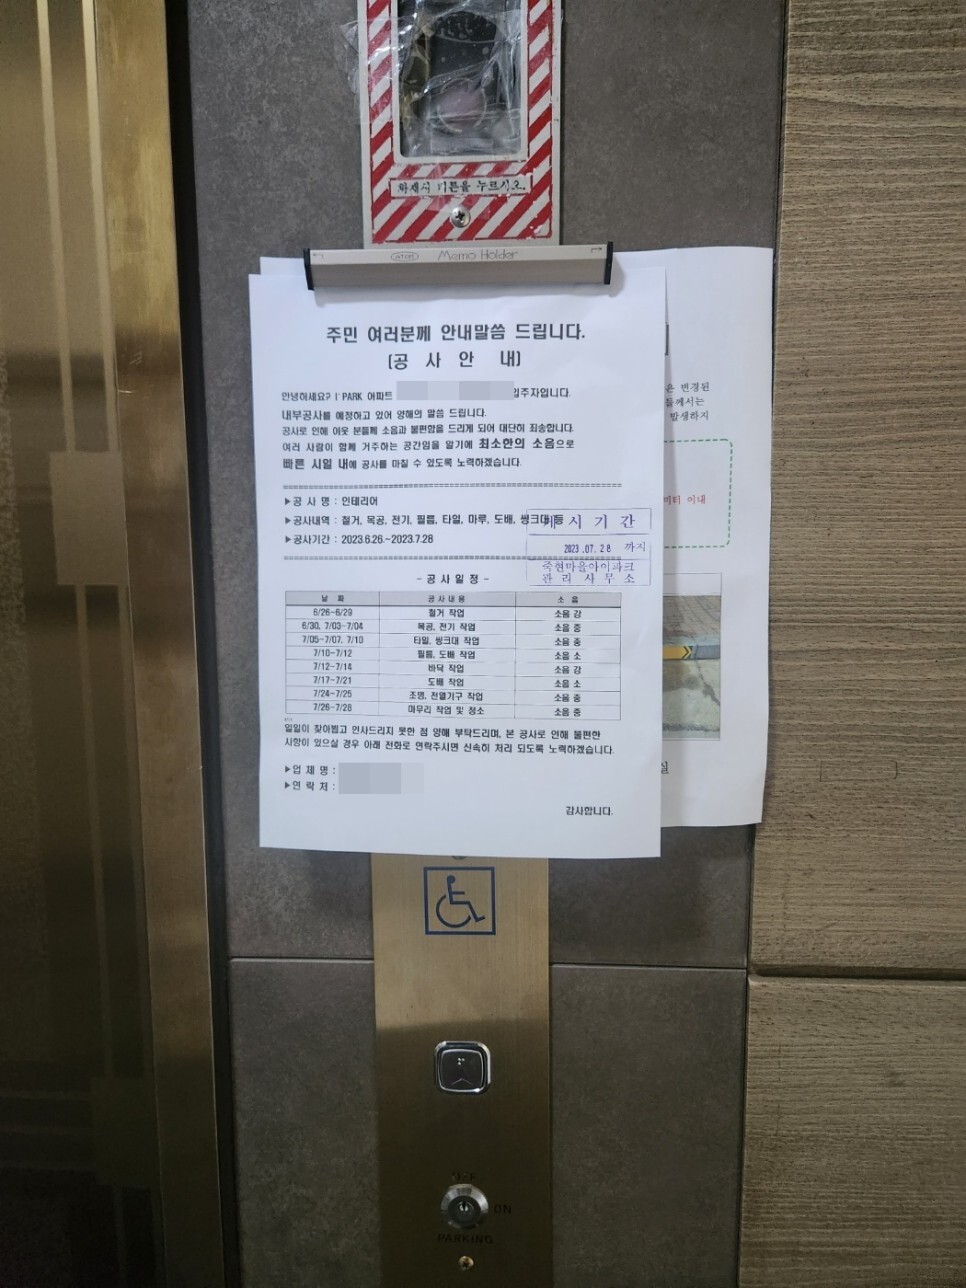 화재시 버튼을 누르시오.
Memo Holder
주민 여러분께 안내말씀 드립니다.
[공 사 안 내]
안녕하세요? I' PARK 아파트 입주자입니다.
내부공사를 예정하고 있어 양해의 말씀 드립니다.
공사로 인해 이웃 분들께 소음과 불편함을 드리게 되어 대단히 죄송합니다.
여러 사람이 함께 거주하는 공간임을 알기에 최소한의 소음으로
빠른 시일 내에 공사를 마칠 수 있도록 노력하겠습니다.
▶공 사 명 : 인테리어
▶공사내역 : 철거, 목공, 전기, 필름, 타일, 마루, 도배, 씽크대 등
▶공사기간 : 2023.6.26.~2023.7.28
게 시 기 간
2023.07.28 까지
죽현마을아이파크
관 리 사 무 소
- 공 사 일 정 -
날 짜 공 사 내 용 소 음
6/26~6/29 철거 작업 소음 강
6/30, 7/03~7/04 목공, 전기 작업 소음 중
7/05~7/07, 7/10 타일, 씽크대 작업 소음 중
7/10~7/12 필름, 도배 작업 소음 소
7/12~7/14 바닥 작업 소음 강
7/17~7/21 도배 작업 소음 소
7/24~7/25 조명, 전열기구 작업 소음 중
7/26~7/28 마무리 작업 및 청소 소음 중
일일이 찾아뵙고 인사드리지 못한 점 양해 부탁드리며, 본 공사로 인해 불편한
사항이 있으실 경우 아래 전화로 연락주시면 신속히 처리 되도록 노력하겠습니다.
▶업 체 명 :
▶연 락 처 :
감사합니다.
은 변경된
들께서는
발생하지
미터 이내
실
ON
PARKING